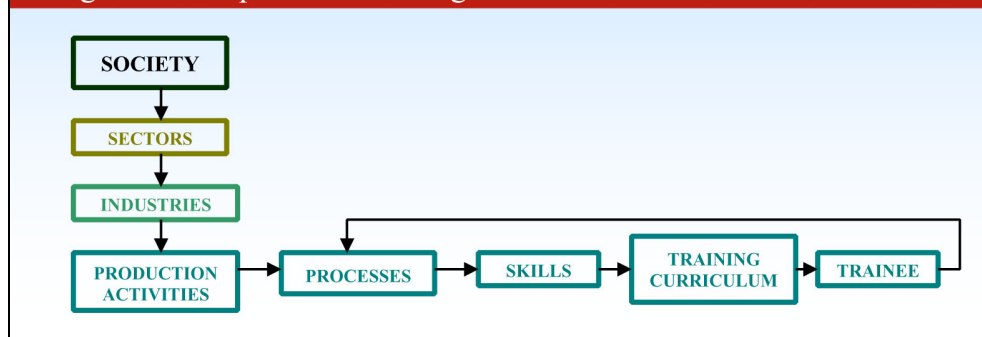 SOCIETY
SECTORS
INDUSTRIES
PRODUCTION
ACTIVITIES
PROCESSES
SKILLS
TRAINING
CURRICULUM
TRAINEE